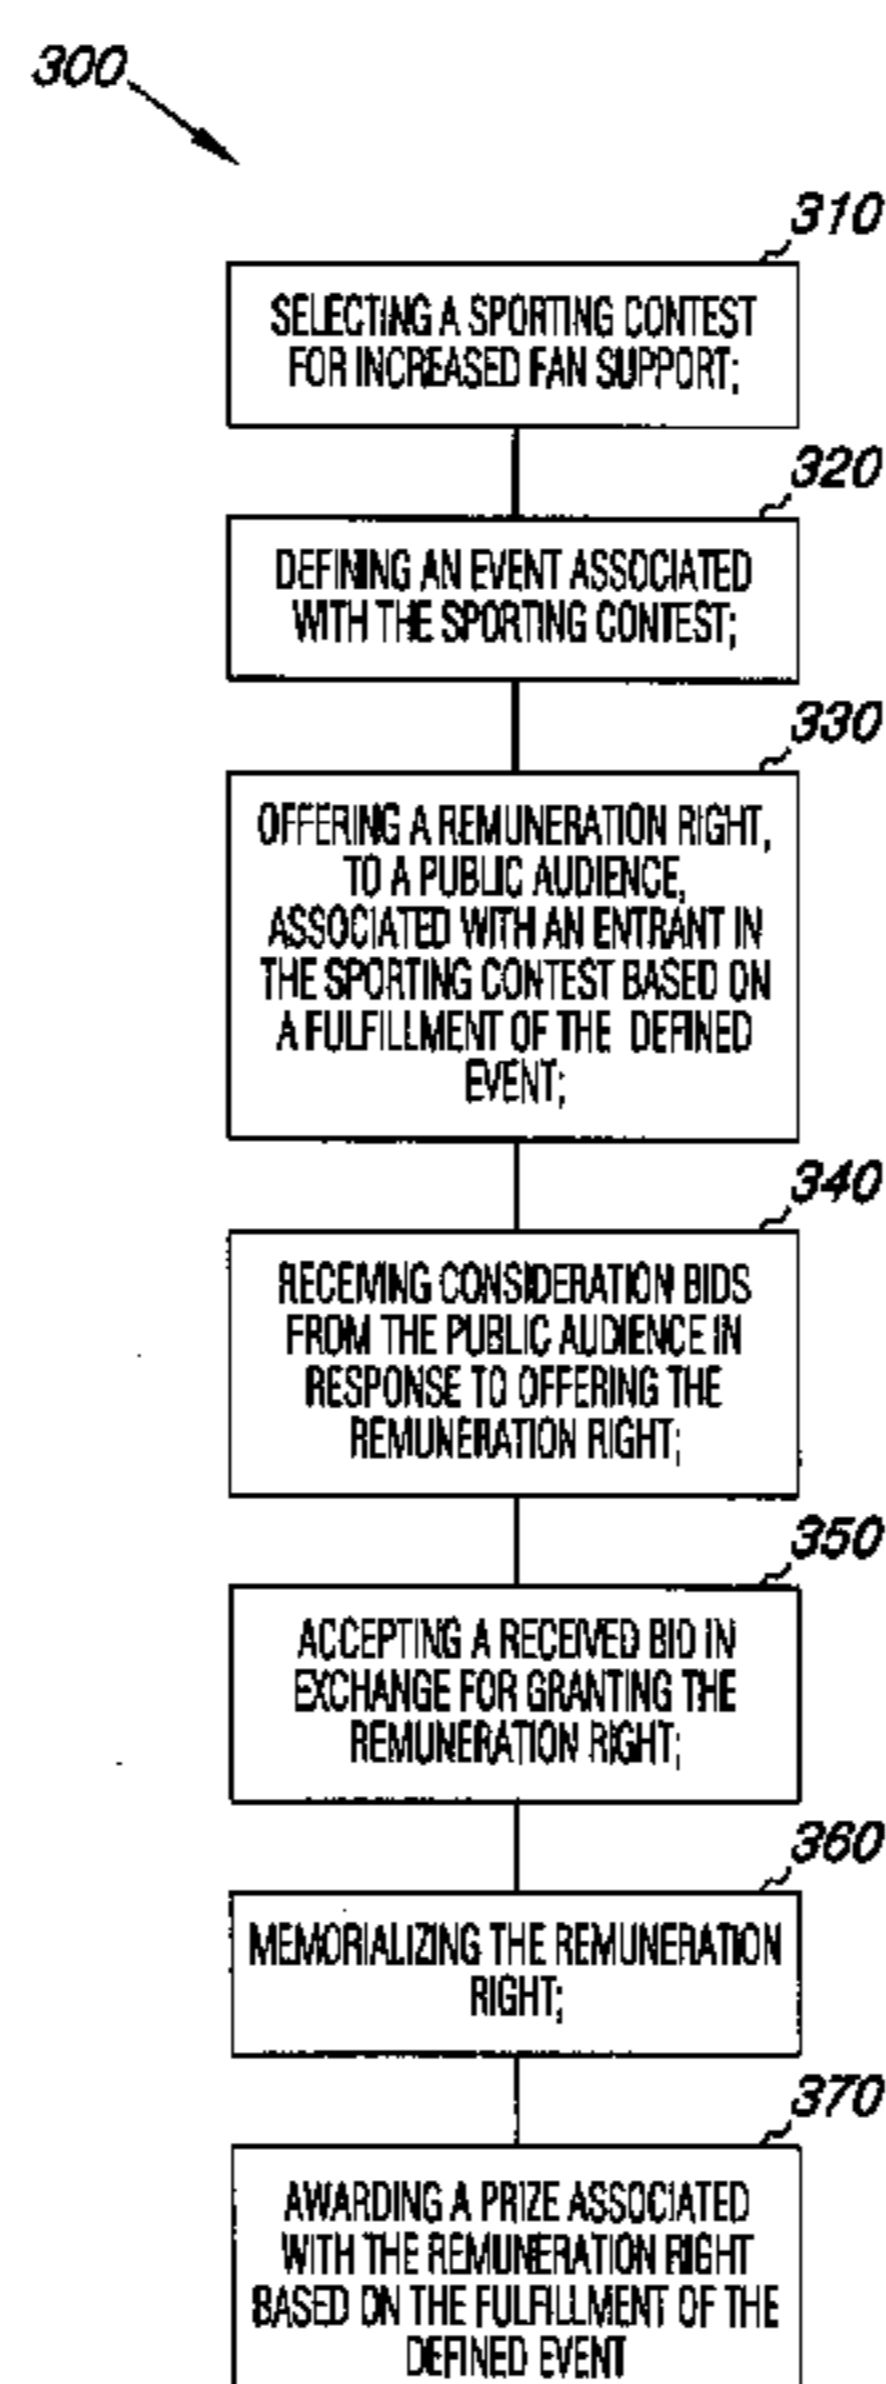 300
310
SELECTING A SPORTING CONTEST
FOR INCREASED FAN SUPPORT;
320
DEFINING AN EVENT ASSOCIATED
WITH THE SPORTING CONTEST;
330
OFFERING A REMUNERATION RIGHT,
TO A PUBLIC AUDIENCE,
ASSOCIATED WITH AN ENTRANT IN
THE SPORTING CONTEST BASED ON
A FULFILLMENT OF THE DEFINED
EVENT;
340
RECEIVING CONSIDERATION BIDS
FROM THE PUBLIC AUDIENCE IN
RESPONSE TO OFFERING THE
REMUNERATION RIGHT;
350
ACCEPTING A RECEIVED BID IN
EXCHANGE FOR GRANTING THE
REMUNERATION RIGHT;
360
MEMORIALIZING THE REMUNERATION
RIGHT;
370
AWARDING A PRIZE ASSOCIATED
WITH THE REMUNERATION RIGHT
BASED ON THE FULFILLMENT OF THE
DEFINED EVENT